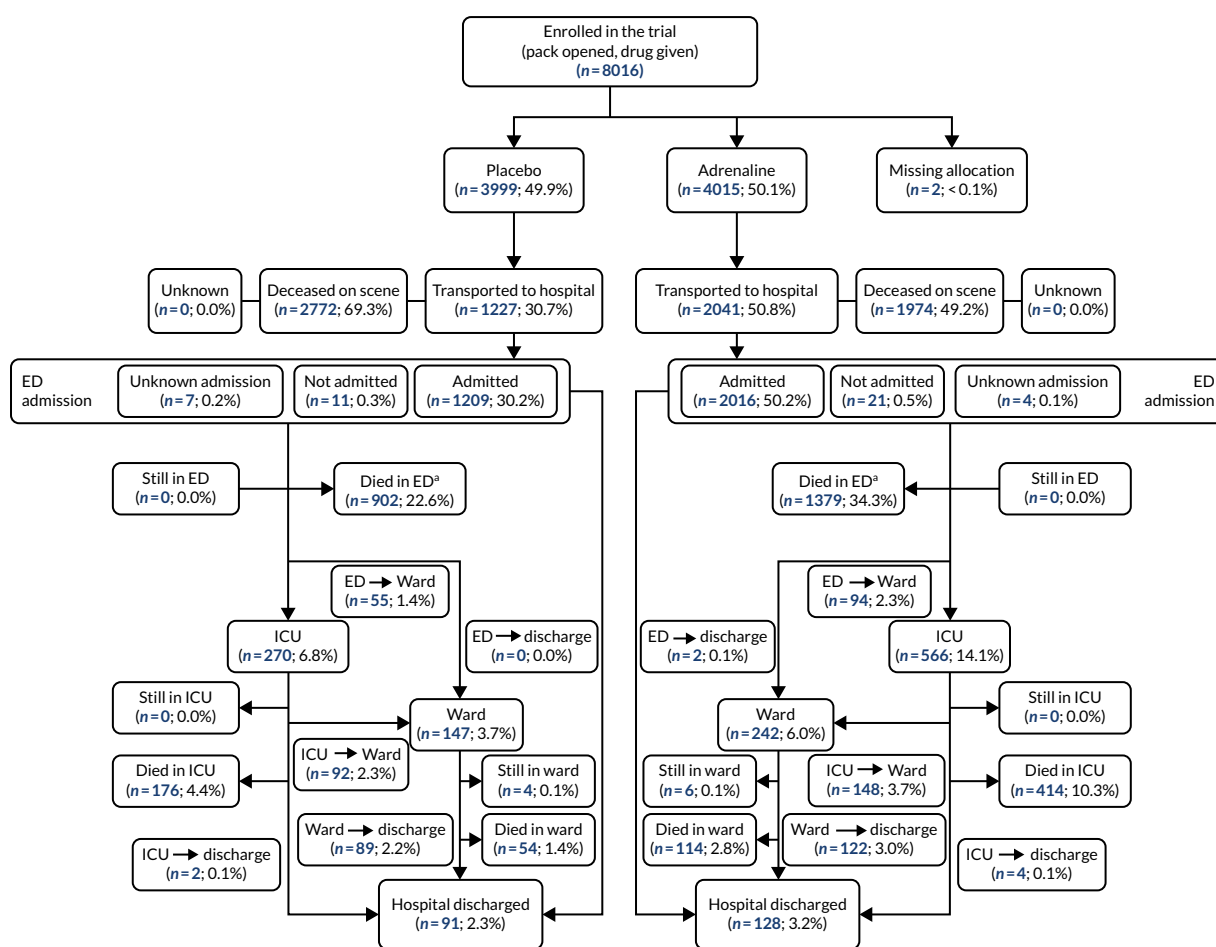 Enrolled in the trial
(pack opened, drug given)
(n=8016)
Placebo
(n=3999; 49.9%)
Adrenaline
(n=4015; 50.1%)
Missing allocation
(n=2; <0.1%)
Unknown
(n=0; 0.0%)
Deceased on scene
(n=2772; 69.3%)
Transported to hospital
(n=1227; 30.7%)
Transported to hospital
(n=2041; 50.8%)
Deceased on scene
(n=1974; 49.2%)
Unknown
(n=0; 0.0%)
ED
admission
Unknown admission
(n=7; 0.2%)
Not admitted
(n=11; 0.3%)
Admitted
(n=1209; 30.2%)
Admitted
(n=2016; 50.2%)
Not admitted
(n=21; 0.5%)
Unknown admission
(n=4; 0.1%)
ED
admission
Still in ED
(n=0; 0.0%)
Died in EDᵃ
(n=902; 22.6%)
Died in EDᵃ
(n=1379; 34.3%)
Still in ED
(n=0; 0.0%)
ED → Ward
(n=55; 1.4%)
ED → Ward
(n=94; 2.3%)
ICU
(n=270; 6.8%)
ED → discharge
(n=0; 0.0%)
ED → discharge
(n=2; 0.1%)
ICU
(n=566; 14.1%)
Still in ICU
(n=0; 0.0%)
Ward
(n=147; 3.7%)
Ward
(n=242; 6.0%)
Still in ICU
(n=0; 0.0%)
Died in ICU
(n=176; 4.4%)
ICU → Ward
(n=92; 2.3%)
Still in ward
(n=4; 0.1%)
Still in ward
(n=6; 0.1%)
ICU → Ward
(n=148; 3.7%)
Died in ICU
(n=414; 10.3%)
ICU → discharge
(n=2; 0.1%)
Ward → discharge
(n=89; 2.2%)
Died in ward
(n=54; 1.4%)
Died in ward
(n=114; 2.8%)
Ward → discharge
(n=122; 3.0%)
ICU → discharge
(n=4; 0.1%)
Hospital discharged
(n=91; 2.3%)
Hospital discharged
(n=128; 3.2%)